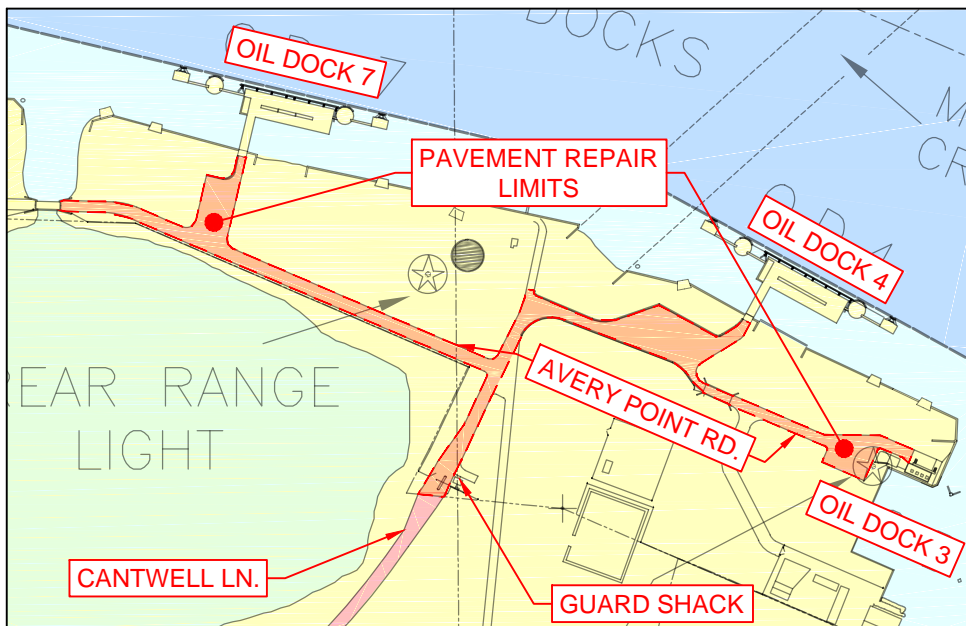 DOCKS
OIL DOCK 7
PAVEMENT REPAIR
LIMITS
OIL DOCK 4
REAR RANGE
LIGHT
AVERY POINT RD.
OIL DOCK 3
CANTWELL LN.
GUARD SHACK